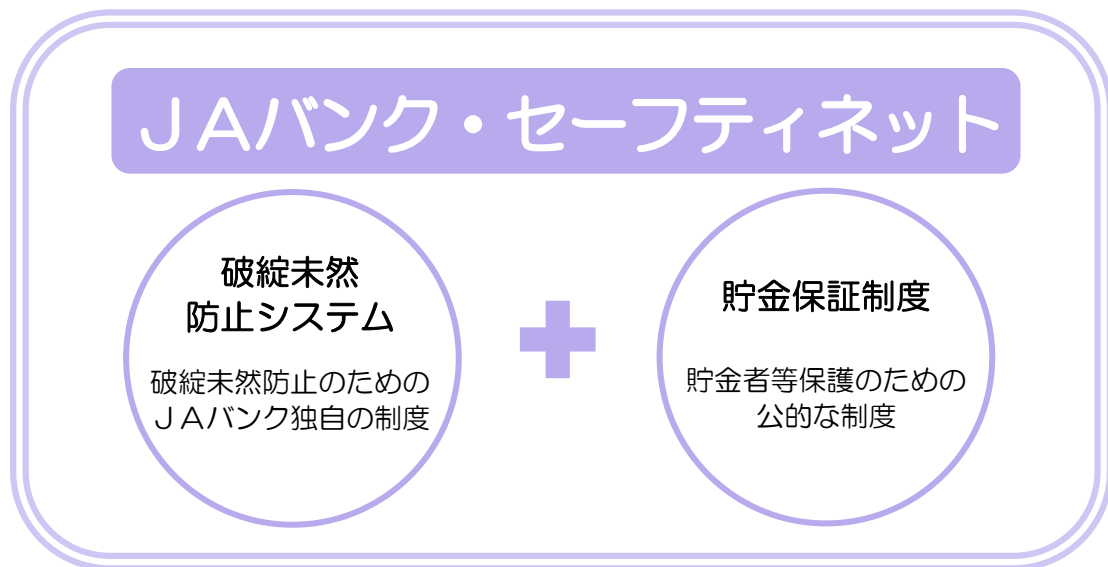 ＪＡバンク・セーフティネット
破綻未然
防止システム
破綻未然防止のための
ＪＡバンク独自の制度
貯金保証制度
貯金者等保護のための
公的な制度